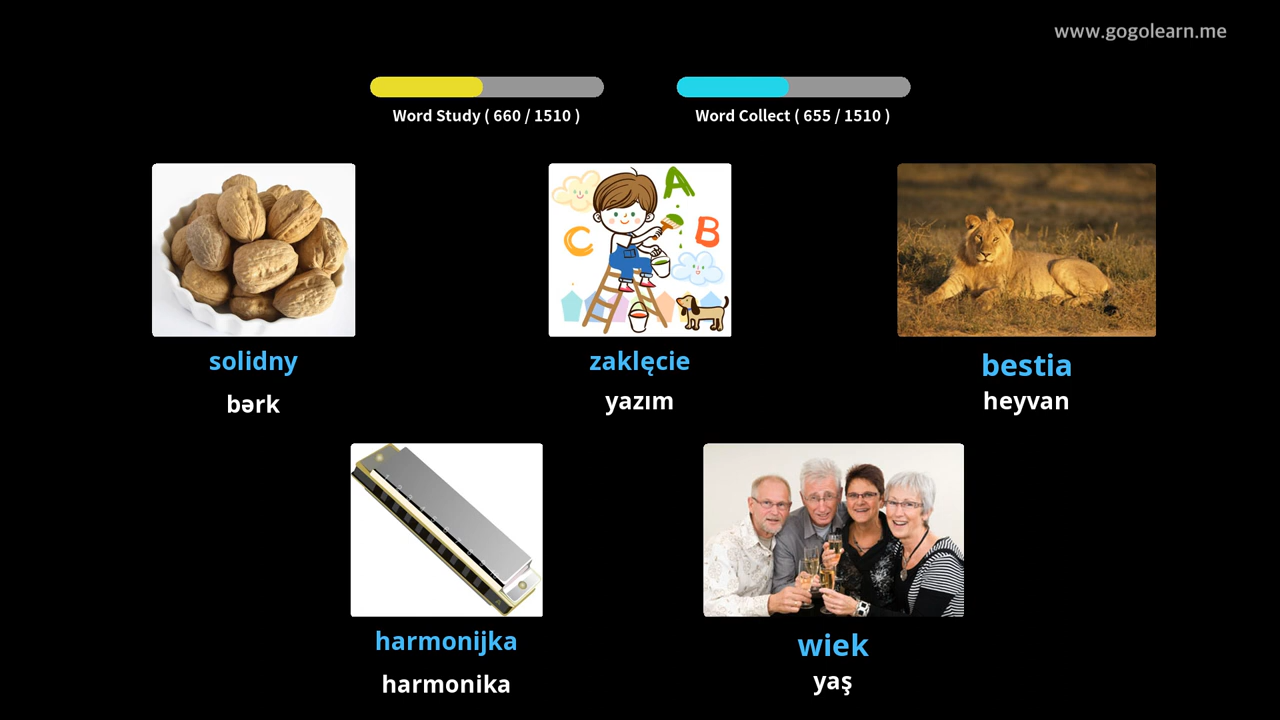 www.gogolearn.me
Word Study ( 660 / 1510 )
Word Collect ( 655 / 1510 )
A
B
C
solidny
zaklęcie
bestia
bərk
yazım
heyvan
harmonijka
wiek
harmonika
yaş